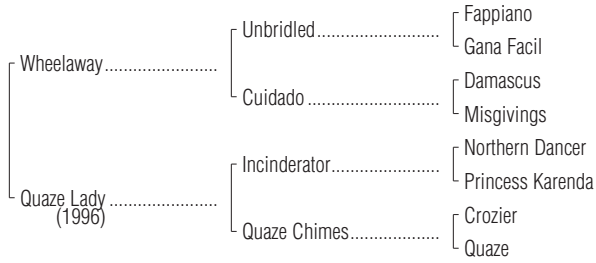 Fappiano
Unbridled
Gana Facil
Wheelaway
Damascus
Cuidado
Misgivings
Northern Dancer
Incinderator
Princess Karenda
Quaze Lady
(1996)
Crozier
Quaze Chimes
Quaze